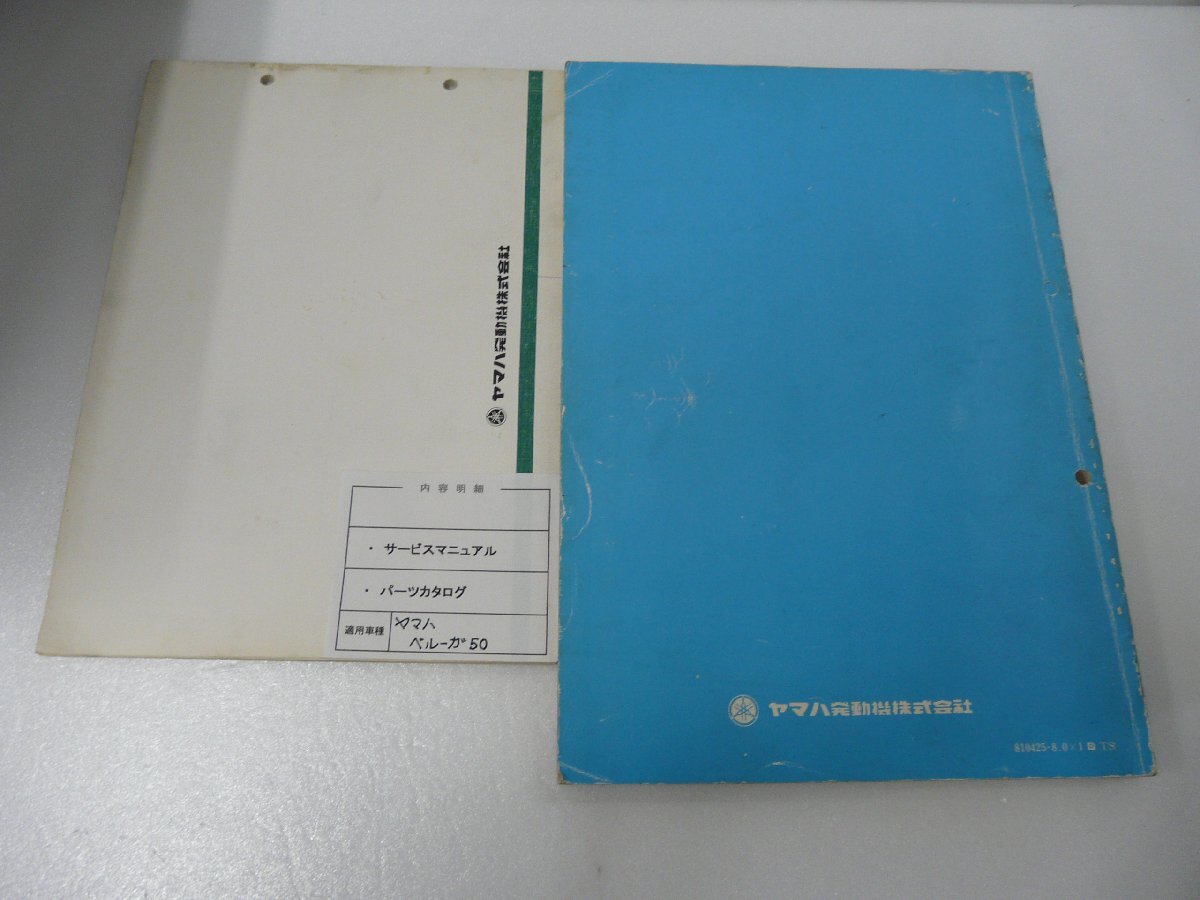 ヤマハ発動機株式会社
内容明細
・サービスマニュアル
・パーツカタログ
適用車種
ヤマハ
ベルーガ50
ヤマハ発動機株式会社
810425-8.0×1 TS